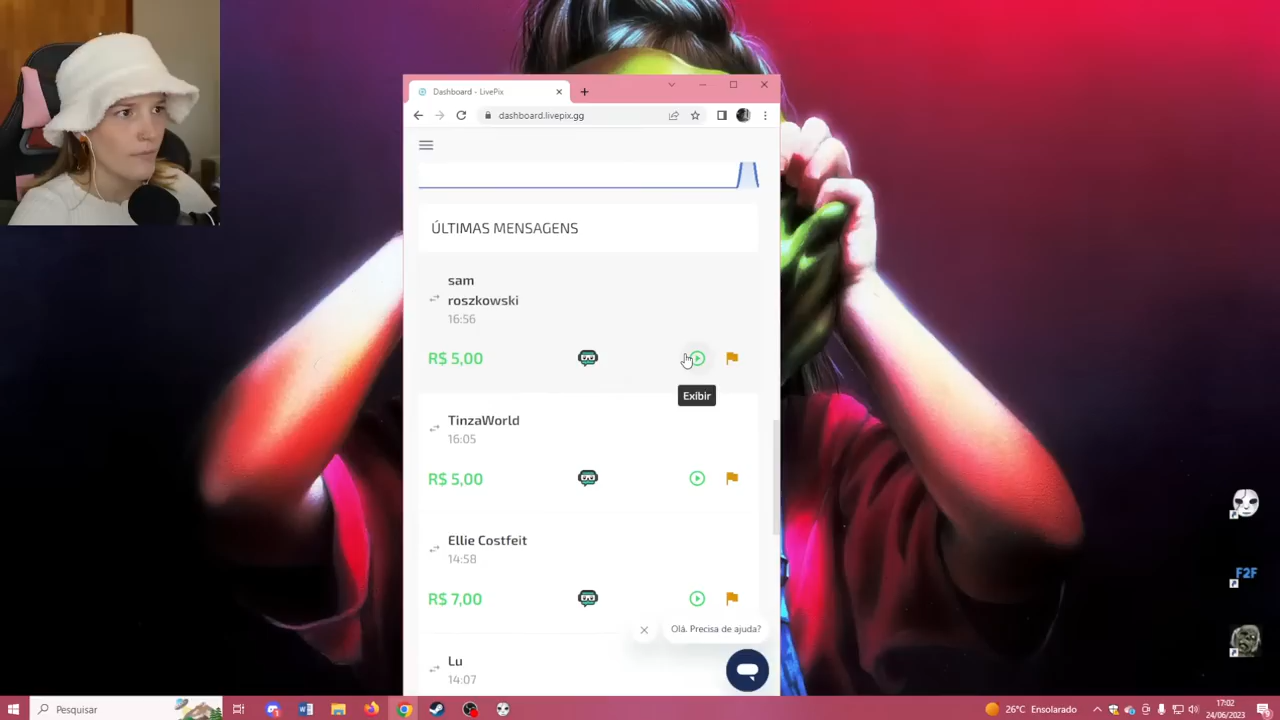 Dashboard - LivePix
dashboard.livepix.gg
ÚLTIMAS MENSAGENS
sam
roszkowski
16:56
R$ 5,00
Exibir
TinzaWorld
16:05
R$ 5,00
Ellie Costfeit
14:58
R$ 7,00
Olá. Precisa de ajuda?
Lu
14:07
F2F
Pesquisar
26°C Ensolarado
17:02
24/06/2023